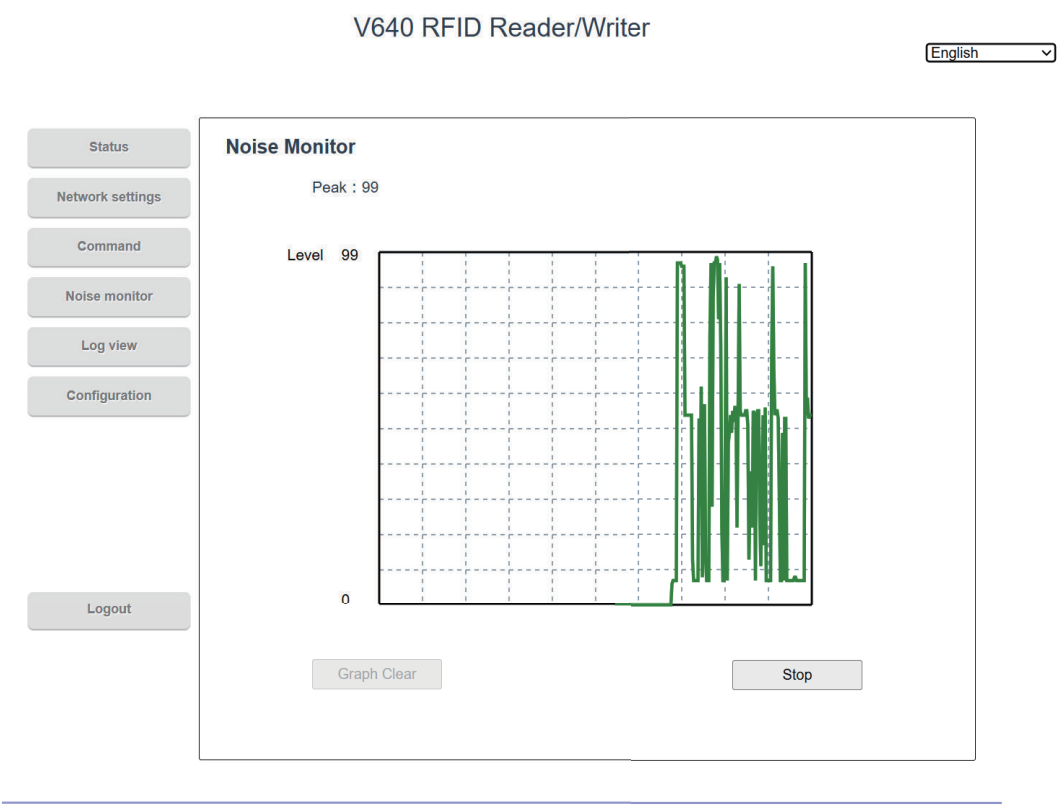 V640 RFID Reader/Writer
English
Status
Network settings
Command
Noise monitor
Log view
Configuration
Logout
Noise Monitor
Peak : 99
Level 99
0
Graph Clear
Stop